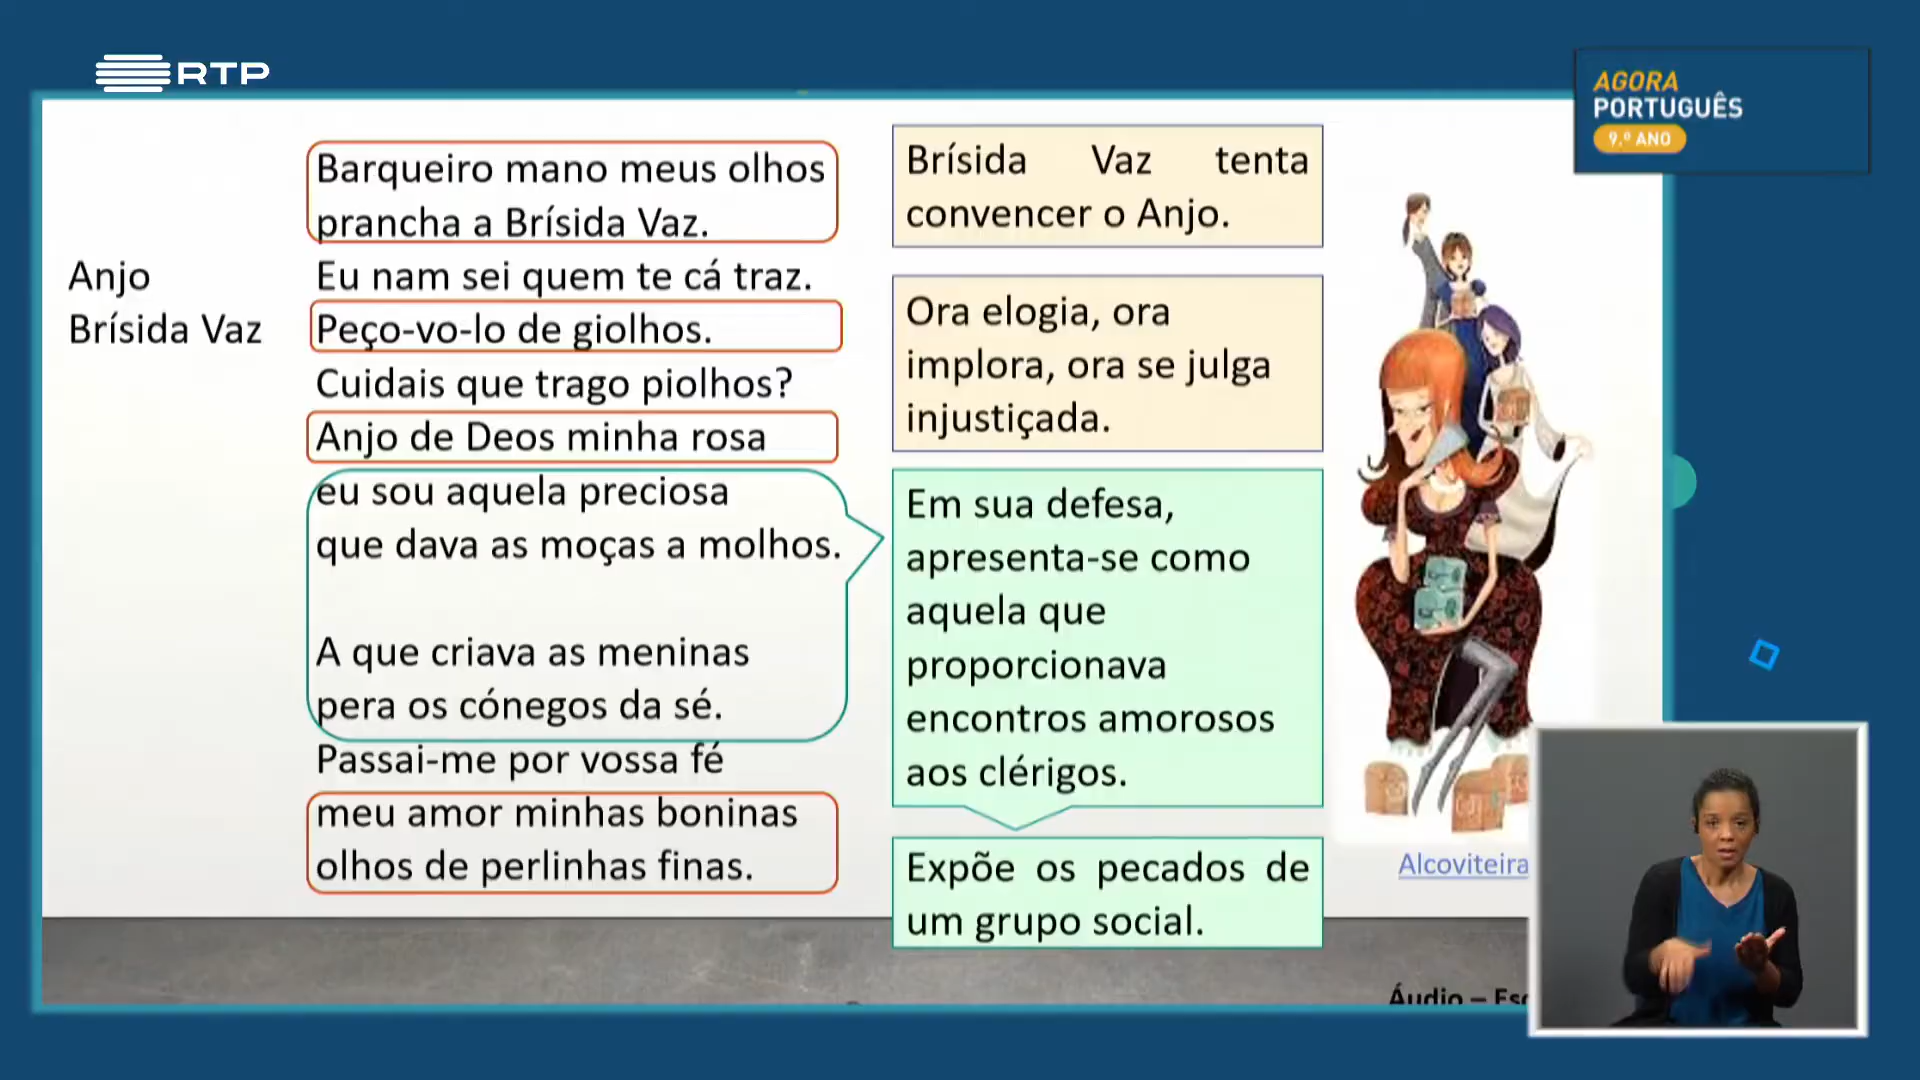 RTP
AGORA
PORTUGUÊS
9.º ANO
Barqueiro mano meus olhos
prancha a Brísida Vaz.
Anjo Eu nam sei quem te cá traz.
Brísida Vaz Peço-vo-lo de giolhos.
Cuidais que trago piolhos?
Anjo de Deos minha rosa
eu sou aquela preciosa
que dava as moças a molhos.
A que criava as meninas
pera os cónegos da sé.
Passai-me por vossa fé
meu amor minhas boninas
olhos de perlinhas finas.
Brísida Vaz tenta
convencer o Anjo.
Ora elogia, ora
implora, ora se julga
injustiçada.
Em sua defesa,
apresenta-se como
aquela que
proporcionava
encontros amorosos
aos clérigos.
Expõe os pecados de
um grupo social.
Alcoviteira
Áudio –